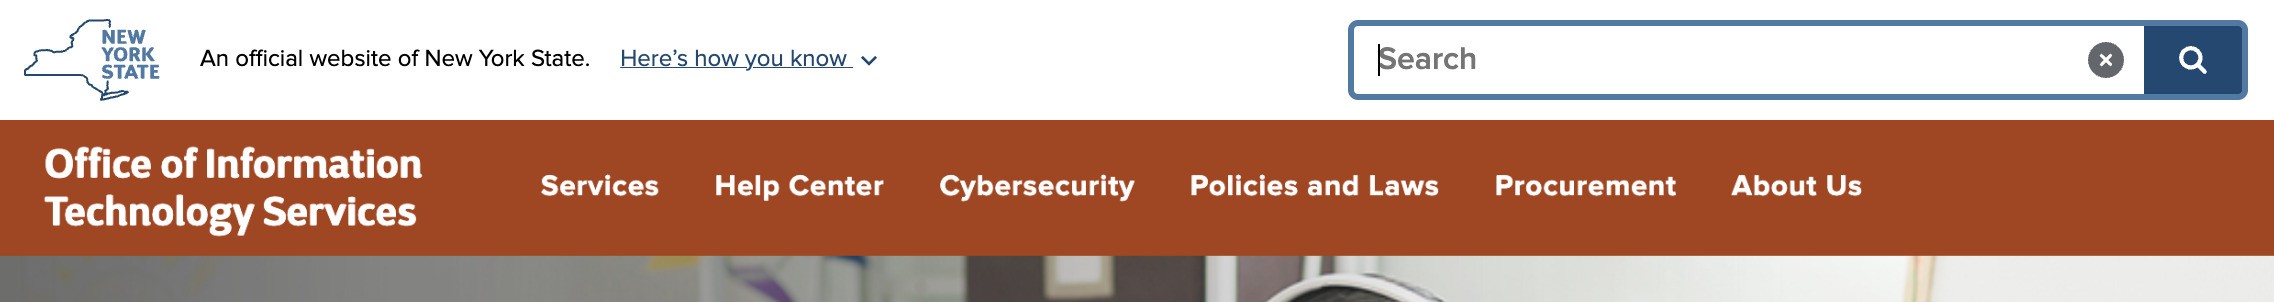 NEW
YORK
STATE
An official website of New York State. Here's how you know
Search
Office of Information
Technology Services
Services Help Center Cybersecurity Policies and Laws Procurement About Us